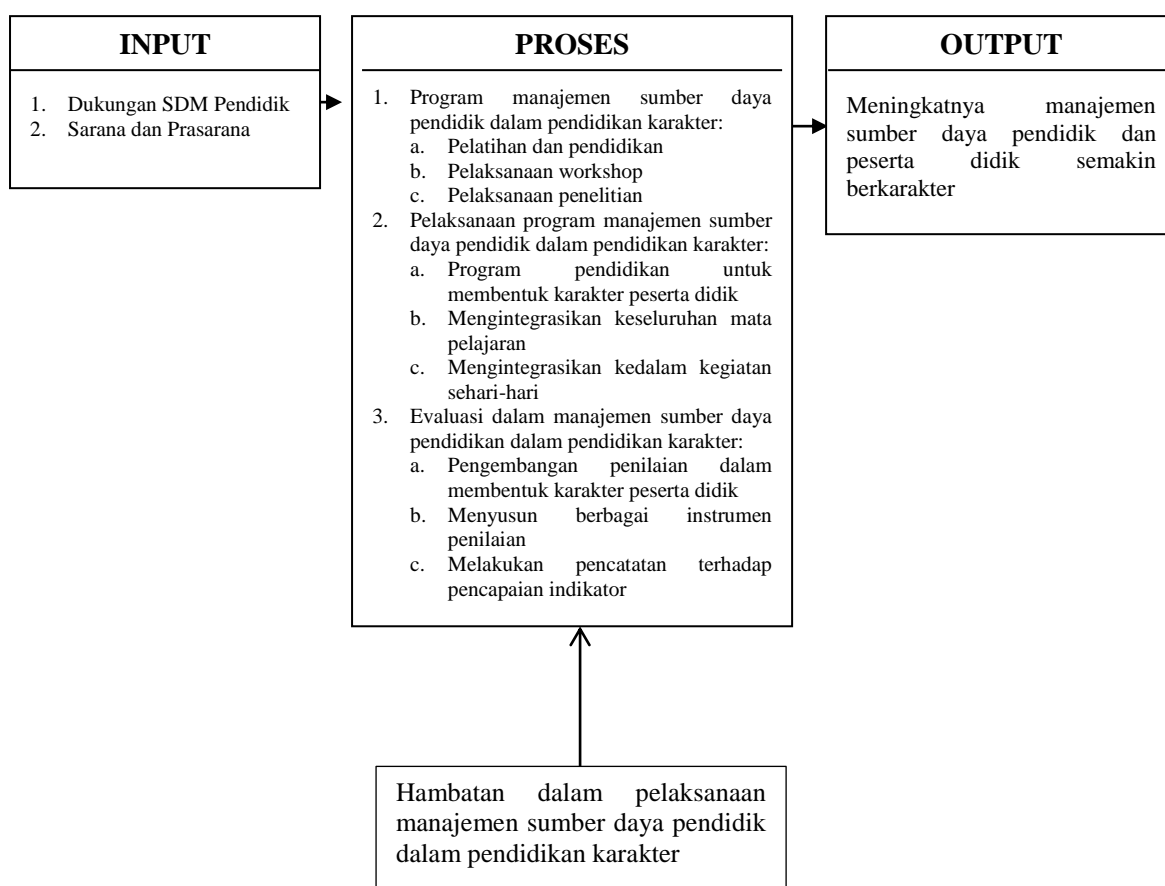 INPUT
1. Dukungan SDM Pendidik
2. Sarana dan Prasarana
PROSES
1. Program manajemen sumber daya
pendidik dalam pendidikan karakter:
a. Pelatihan dan pendidikan
b. Pelaksanaan workshop
c. Pelaksanaan penelitian
2. Pelaksanaan program manajemen sumber
daya pendidik dalam pendidikan karakter:
a. Program pendidikan untuk
membentuk karakter peserta didik
b. Mengintegrasikan keseluruhan mata
pelajaran
c. Mengintegrasikan kedalam kegiatan
sehari-hari
3. Evaluasi dalam manajemen sumber daya
pendidikan dalam pendidikan karakter:
a. Pengembangan penilaian dalam
membentuk karakter peserta didik
b. Menyusun berbagai instrumen
penilaian
c. Melakukan pencatatan terhadap
pencapaian indikator
OUTPUT
Meningkatnya manajemen
sumber daya pendidik dan
peserta didik semakin
berkarakter
Hambatan dalam pelaksanaan
manajemen sumber daya pendidik
dalam pendidikan karakter